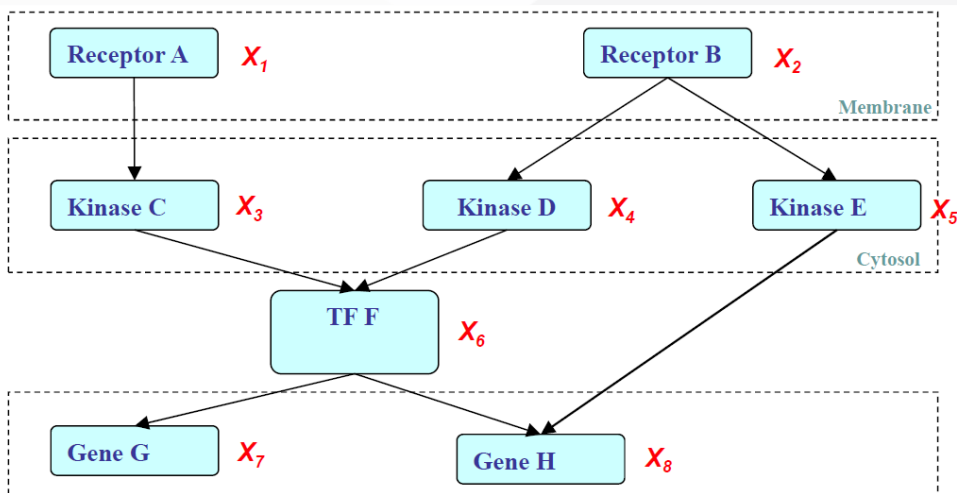 Receptor A X1 Receptor B X2
Membrane
Kinase C X3 Kinase D X4 Kinase E X5
Cytosol
TF F X6
Gene G X7 Gene H X8